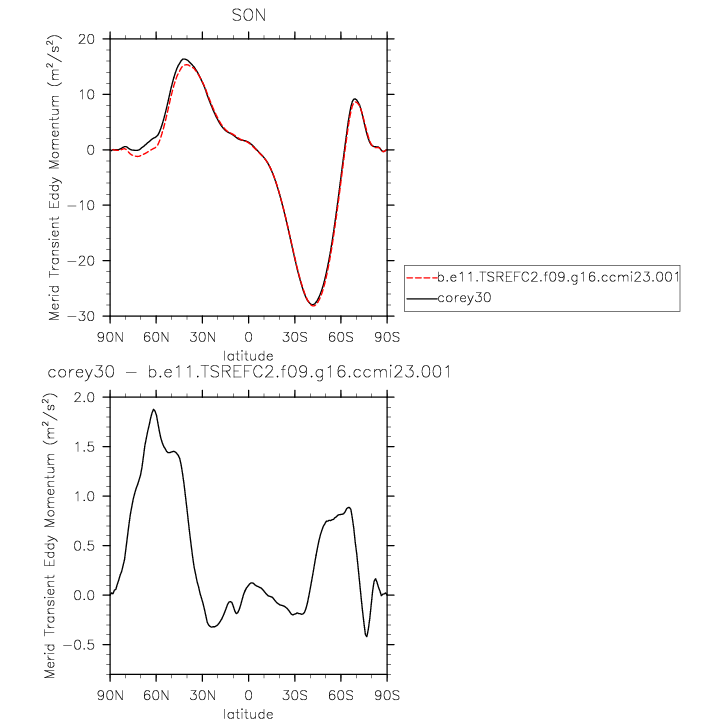 SON
Merid Transient Eddy Momentum (m²/s²)
20
10
0
−10
−20
−30
90N 60N 30N 0 30S 60S 90S
latitude
b.e11.TSREFC2.f09.g16.ccmi23.001
corey30
corey30 − b.e11.TSREFC2.f09.g16.ccmi23.001
Merid Transient Eddy Momentum (m²/s²)
2.0
1.5
1.0
0.5
0.0
−0.5
90N 60N 30N 0 30S 60S 90S
latitude